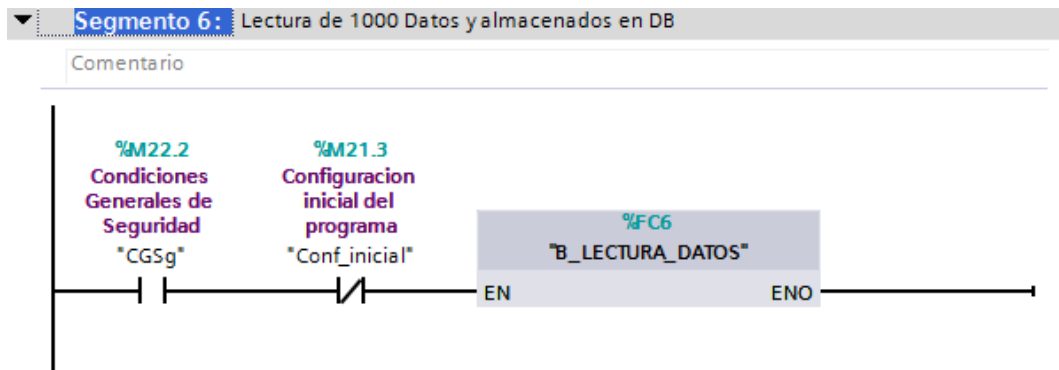 Segmento 6: Lectura de 1000 Datos y almacenados en DB
Comentario
%M22.2
Condiciones
Generales de
Seguridad
"CGSg"
%M21.3
Configuracion
inicial del
programa
"Conf_inicial"
%FC6
"B_LECTURA_DATOS"
EN ENO